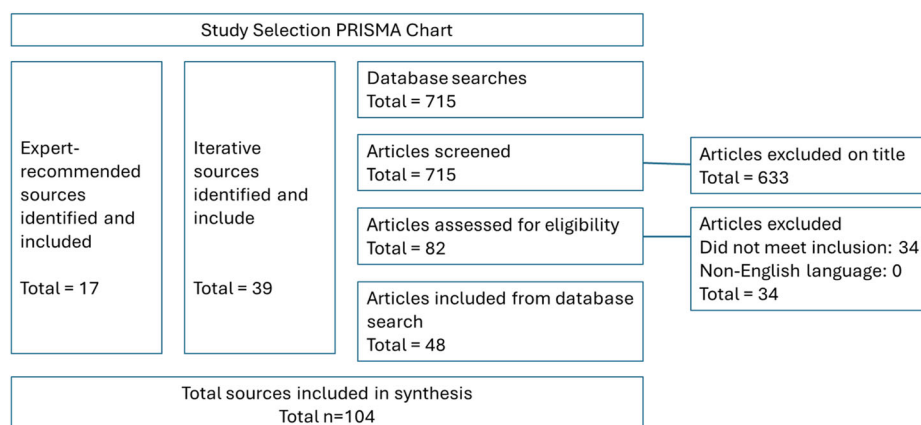 Study Selection PRISMA Chart
Expert-
recommended
sources
identified and
included
Total = 17
Iterative
sources
identified and
include
Total = 39
Database searches
Total = 715
Articles screened
Total = 715
Articles excluded on title
Total = 633
Articles assessed for eligibility
Total = 82
Articles excluded
Did not meet inclusion: 34
Non-English language: 0
Total = 34
Articles included from database
search
Total = 48
Total sources included in synthesis
Total n=104